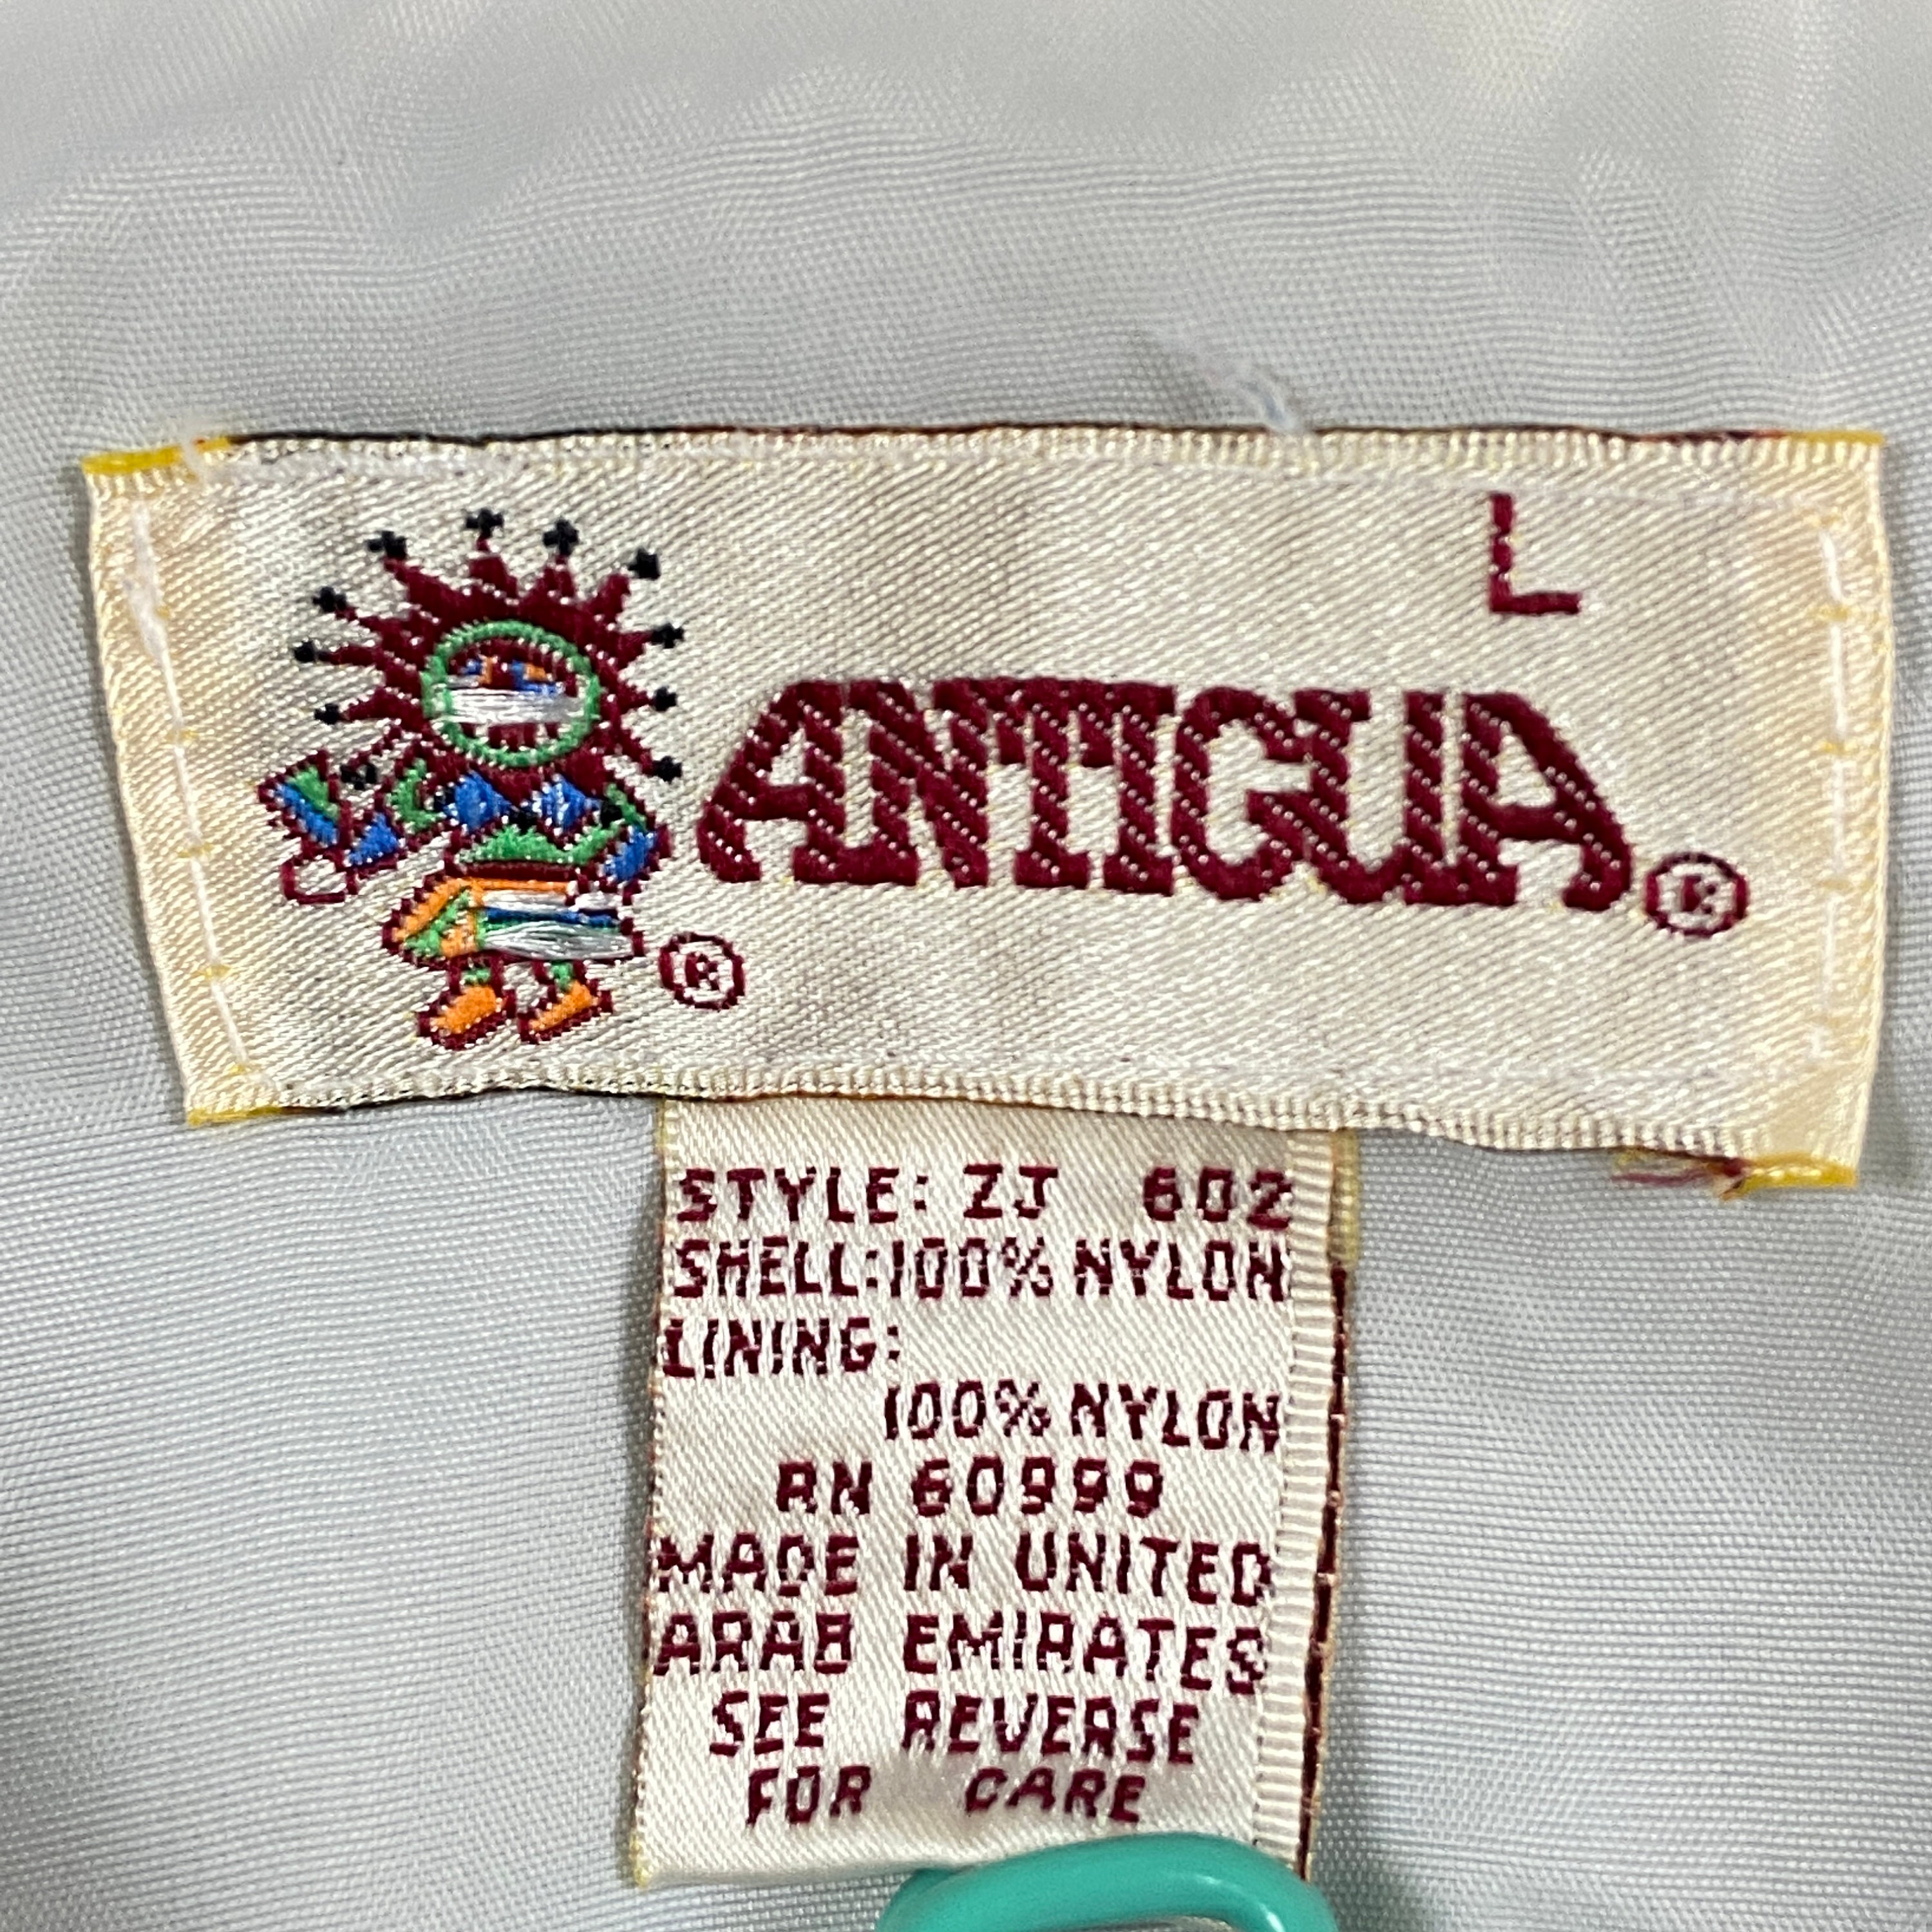 L
ANTIGUA®
®
STYLE: ZJ 602
SHELL:100% NYLON
LINING:
100% NYLON
RN 60999
MADE IN UNITED
ARAB EMIRATES
SEE REVERSE
FOR CARE